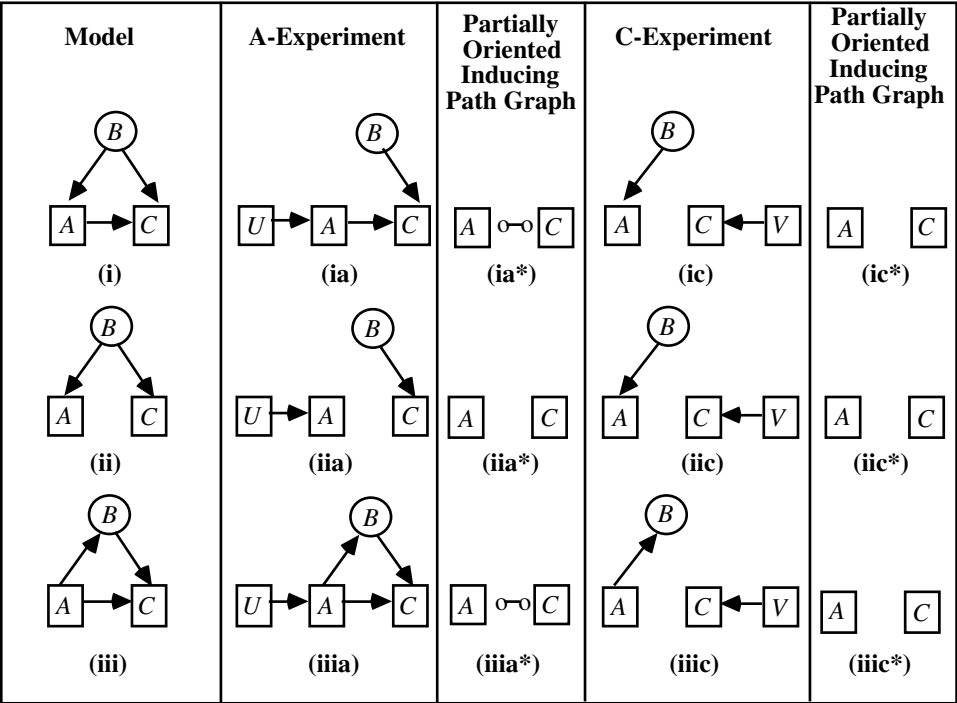 Model
A-Experiment
Partially
Oriented
Inducing
Path Graph
C-Experiment
Partially
Oriented
Inducing
Path Graph
B
B
B
A C
U A C
A o-o C
A C V
A C
(i)
(ia)
(ia*)
(ic)
(ic*)
B
B
B
A C
U A C
A C
A C V
A C
(ii)
(iia)
(iia*)
(iic)
(iic*)
B
B
B
A C
U A C
A o-o C
A C V
A C
(iii)
(iiia)
(iiia*)
(iiic)
(iiic*)